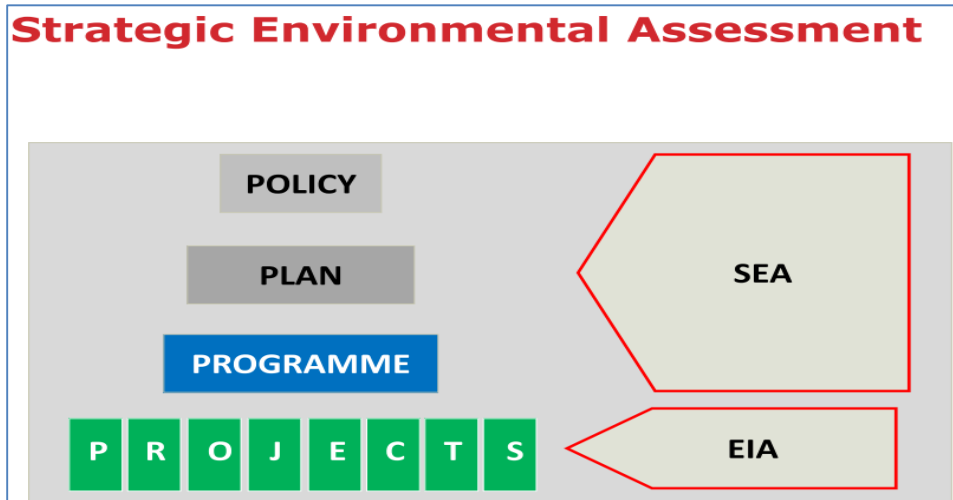 Strategic Environmental Assessment
POLICY
PLAN
SEA
PROGRAMME
P R O J E C T S
EIA